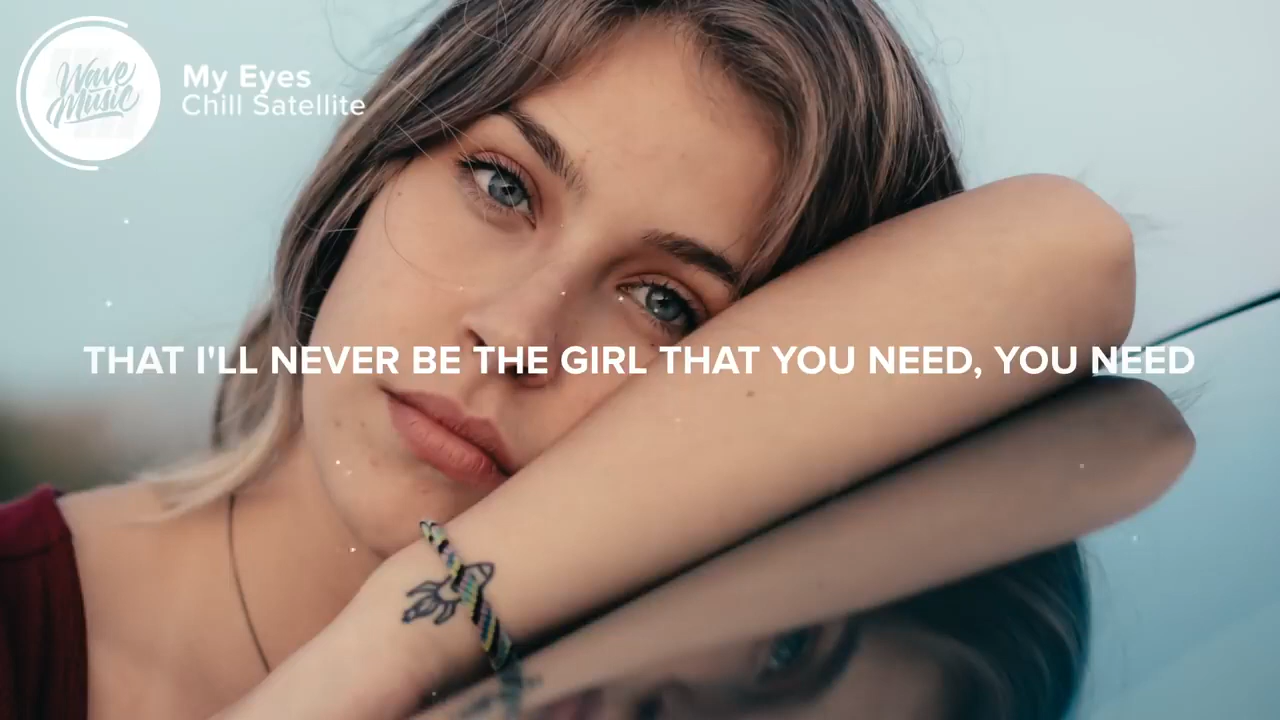 Wave
Music
My Eyes
Chill Satellite
THAT I'LL NEVER BE THE GIRL THAT YOU NEED, YOU NEED